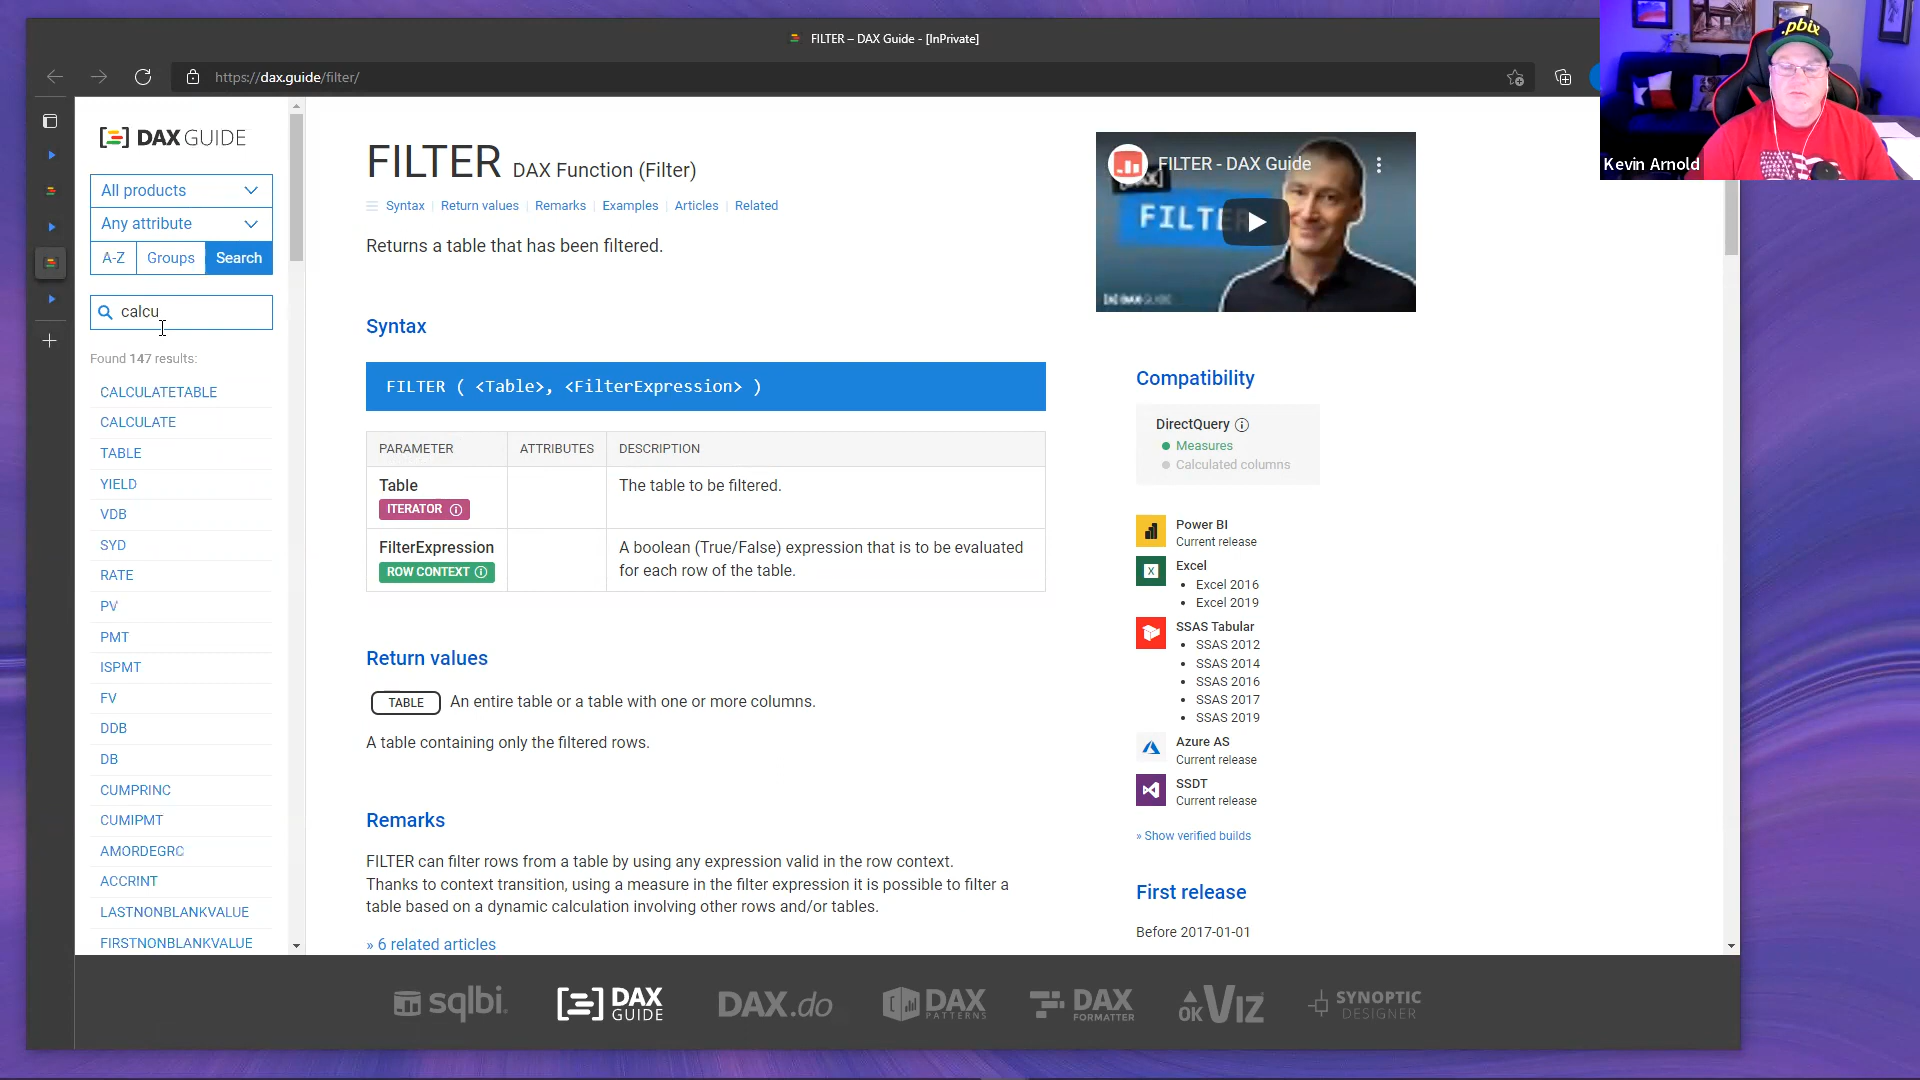 FILTER – DAX Guide - [InPrivate]
https://dax.guide/filter/
.pbix
Kevin Arnold
DAX GUIDE
All products
Any attribute
A-Z
Groups
Search
calcu
Found 147 results:
CALCULATETABLE
CALCULATE
TABLE
YIELD
VDB
SYD
RATE
PV
PMT
ISPMT
FV
DDB
DB
CUMPRINC
CUMIPMT
AMORDEGRC
ACCRINT
LASTNONBLANKVALUE
FIRSTNONBLANKVALUE
FILTER DAX Function (Filter)
Syntax | Return values | Remarks | Examples | Articles | Related
Returns a table that has been filtered.
Syntax
FILTER ( <Table>, <FilterExpression> )
PARAMETER ATTRIBUTES DESCRIPTION
Table
ITERATOR
The table to be filtered.
FilterExpression
ROW CONTEXT
A boolean (True/False) expression that is to be evaluated
for each row of the table.
Return values
TABLE An entire table or a table with one or more columns.
A table containing only the filtered rows.
Remarks
FILTER can filter rows from a table by using any expression valid in the row context.
Thanks to context transition, using a measure in the filter expression it is possible to filter a
table based on a dynamic calculation involving other rows and/or tables.
» 6 related articles
FILTER - DAX Guide
FILTER
DAX GUIDE
Compatibility
DirectQuery
Measures
Calculated columns
Power BI
Current release
Excel
• Excel 2016
• Excel 2019
SSAS Tabular
• SSAS 2012
• SSAS 2014
• SSAS 2016
• SSAS 2017
• SSAS 2019
Azure AS
Current release
SSDT
Current release
» Show verified builds
First release
Before 2017-01-01
sqlbi.
DAX
GUIDE
DAX.do
DAX
PATTERNS
DAX
FORMATTER
OK VIZ
SYNOPTIC
DESIGNER